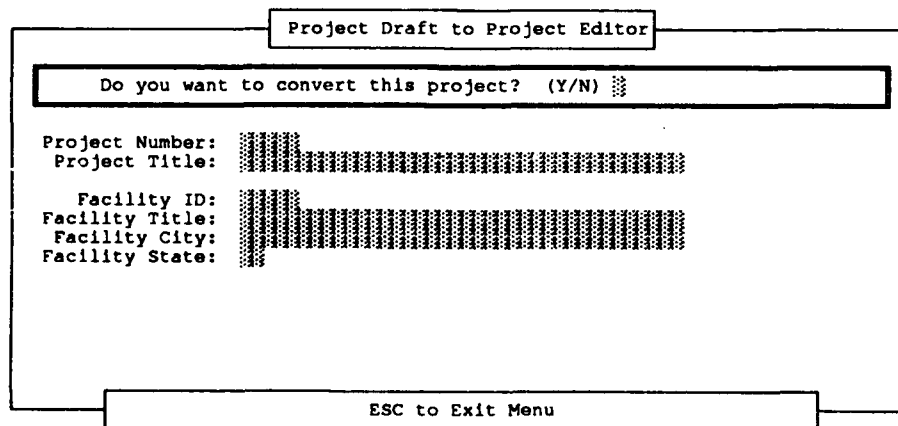 Project Draft to Project Editor
Do you want to convert this project? (Y/N)
Project Number:
Project Title:
Facility ID:
Facility Title:
Facility City:
Facility State:
ESC to Exit Menu